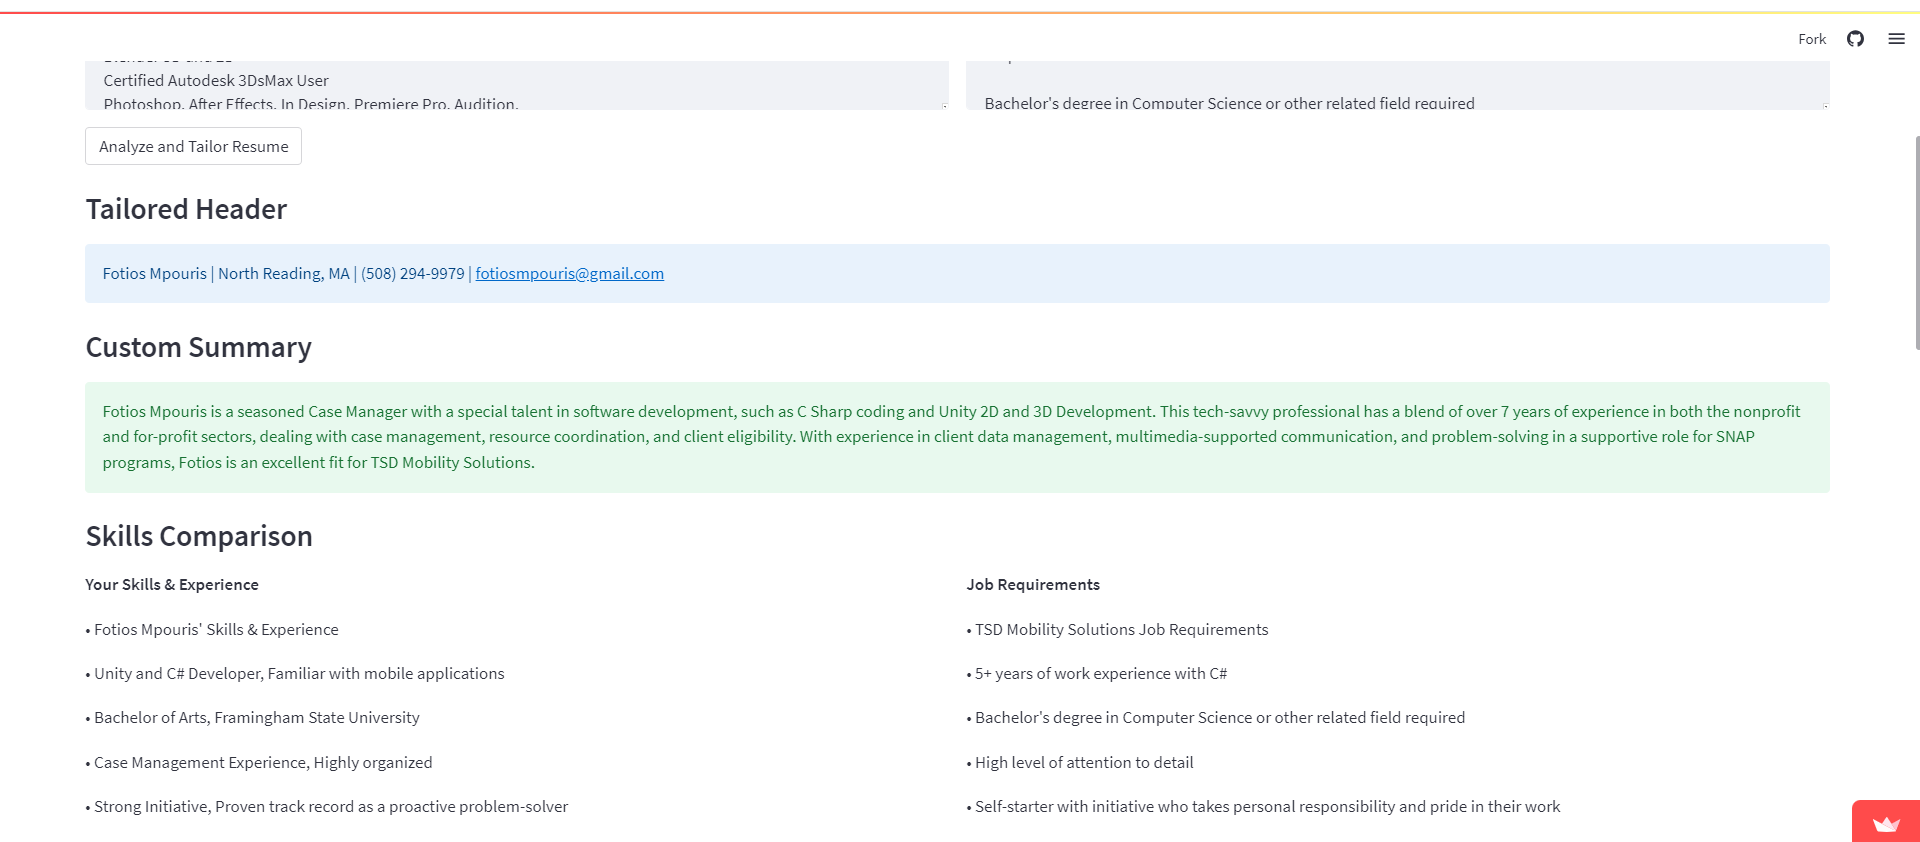 Fork
Certified Autodesk 3DsMax User
Photoshop, After Effects, In Design, Premiere Pro, Audition,
Bachelor's degree in Computer Science or other related field required
Analyze and Tailor Resume
Tailored Header
Fotios Mpouris | North Reading, MA | (508) 294-9979 | fotiosmpouris@gmail.com
Custom Summary
Fotios Mpouris is a seasoned Case Manager with a special talent in software development, such as C Sharp coding and Unity 2D and 3D Development. This tech-savvy professional has a blend of over 7 years of experience in both the nonprofit
and for-profit sectors, dealing with case management, resource coordination, and client eligibility. With experience in client data management, multimedia-supported communication, and problem-solving in a supportive role for SNAP
programs, Fotios is an excellent fit for TSD Mobility Solutions.
Skills Comparison
Your Skills & Experience
• Fotios Mpouris' Skills & Experience
• Unity and C# Developer, Familiar with mobile applications
• Bachelor of Arts, Framingham State University
• Case Management Experience, Highly organized
• Strong Initiative, Proven track record as a proactive problem-solver
Job Requirements
• TSD Mobility Solutions Job Requirements
• 5+ years of work experience with C#
• Bachelor's degree in Computer Science or other related field required
• High level of attention to detail
• Self-starter with initiative who takes personal responsibility and pride in their work